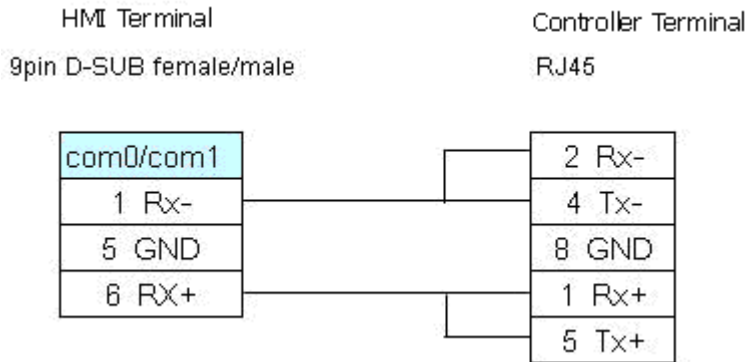 HMI Terminal
Controller Terminal
9pin D-SUB female/male
RJ45
com0/com1
1 Rx-
5 GND
6 RX+
2 Rx-
4 Tx-
8 GND
1 Rx+
5 Tx+